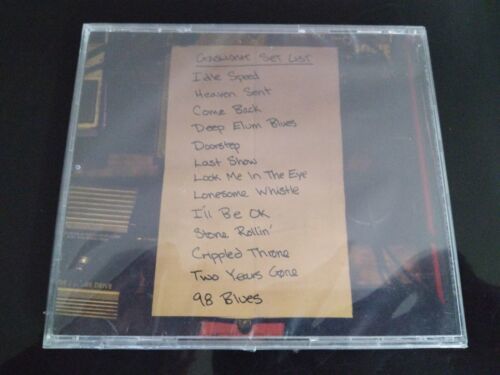 Gaslight Set List
Idle Speed
Heaven Sent
Come Back
Deep Elum Blues
Doorstep
Last Show
Look Me In The Eye
Lonesome Whistle
I'll Be OK
Stone Rollin'
Crippled Throne
Two Years Gone
98 Blues